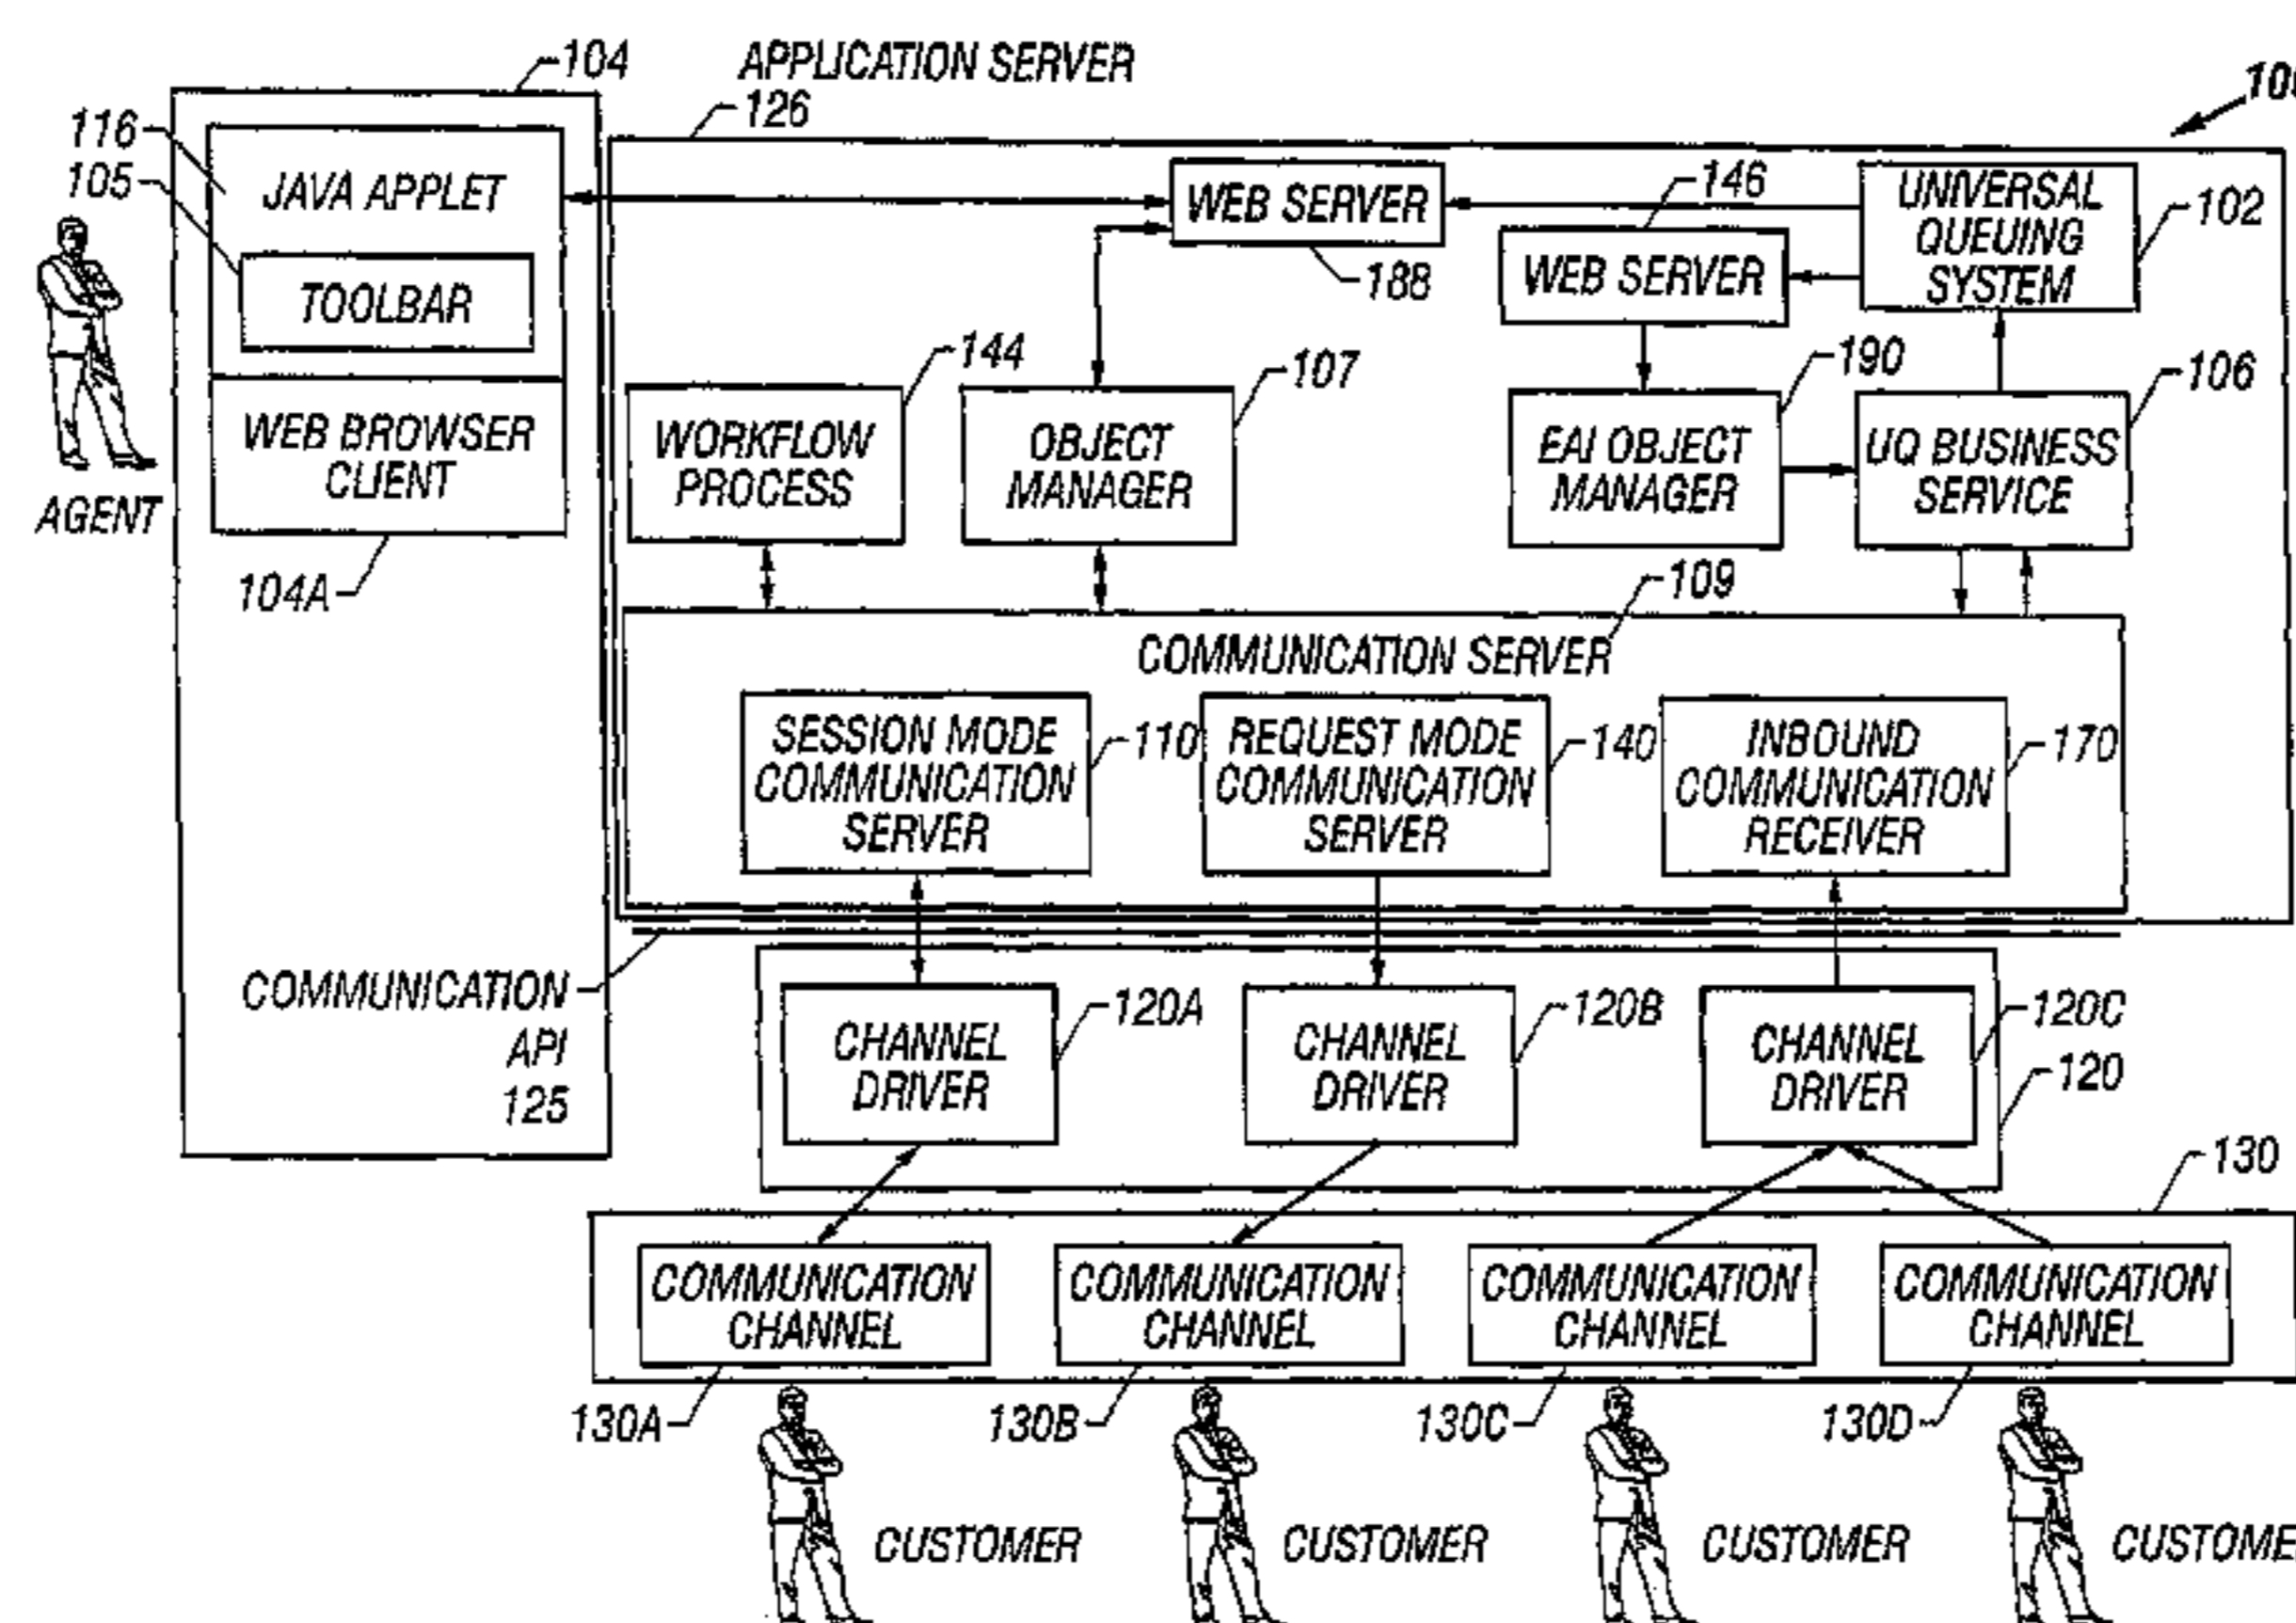 104
APPLICATION SERVER
126
116
105
JAVA APPLET
TOOLBAR
WEB BROWSER
CLIENT
104A
AGENT
WEB SERVER
188
146
WEB SERVER
UNIVERSAL
QUEUING
SYSTEM
102
144
WORKFLOW
PROCESS
107
OBJECT
MANAGER
190
EAI OBJECT
MANAGER
106
UQ BUSINESS
SERVICE
109
COMMUNICATION SERVER
SESSION MODE
COMMUNICATION
SERVER
110
REQUEST MODE
COMMUNICATION
SERVER
140
INBOUND
COMMUNICATION
RECEIVER
170
COMMUNICATION
API
125
CHANNEL
DRIVER
120A
CHANNEL
DRIVER
120B
CHANNEL
DRIVER
120C
120
130
COMMUNICATION
CHANNEL
COMMUNICATION
CHANNEL
COMMUNICATION
CHANNEL
COMMUNICATION
CHANNEL
130A
130B
130C
130D
CUSTOMER
CUSTOMER
CUSTOMER